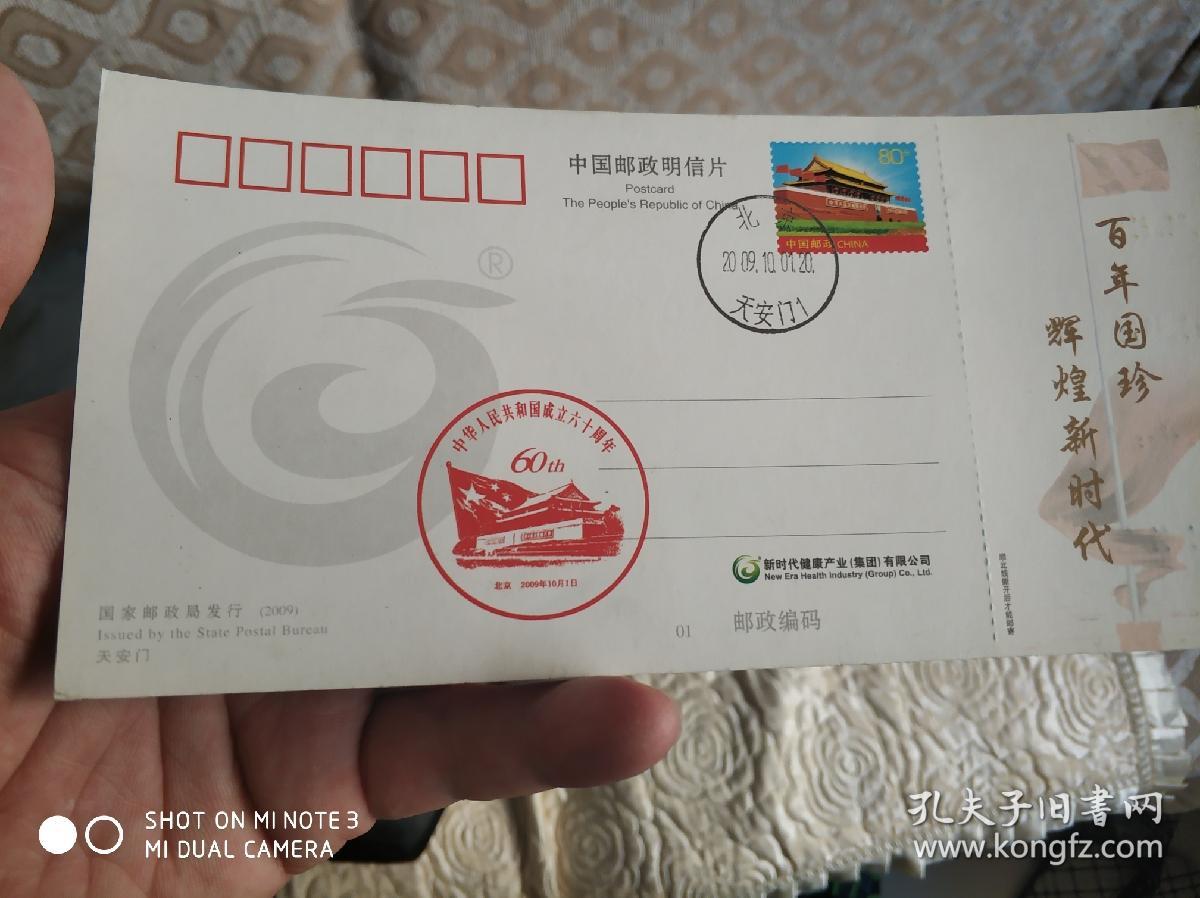 中国邮政明信片
Postcard
The People's Republic of China
80
中国邮政 CHINA
北京
2009.10.01.20.
天安门1
®
中华人民共和国成立六十周年
60th
北京 2009年10月1日
新时代健康产业(集团)有限公司
New Era Health Industry (Group) Co., Ltd.
国家邮政局发行 (2009)
Issued by the State Postal Bureau
天安门
01
邮政编码
百年国珍
辉煌新时代
SHOT ON MI NOTE 3
MI DUAL CAMERA
孔夫子旧书网
www.kongfz.com